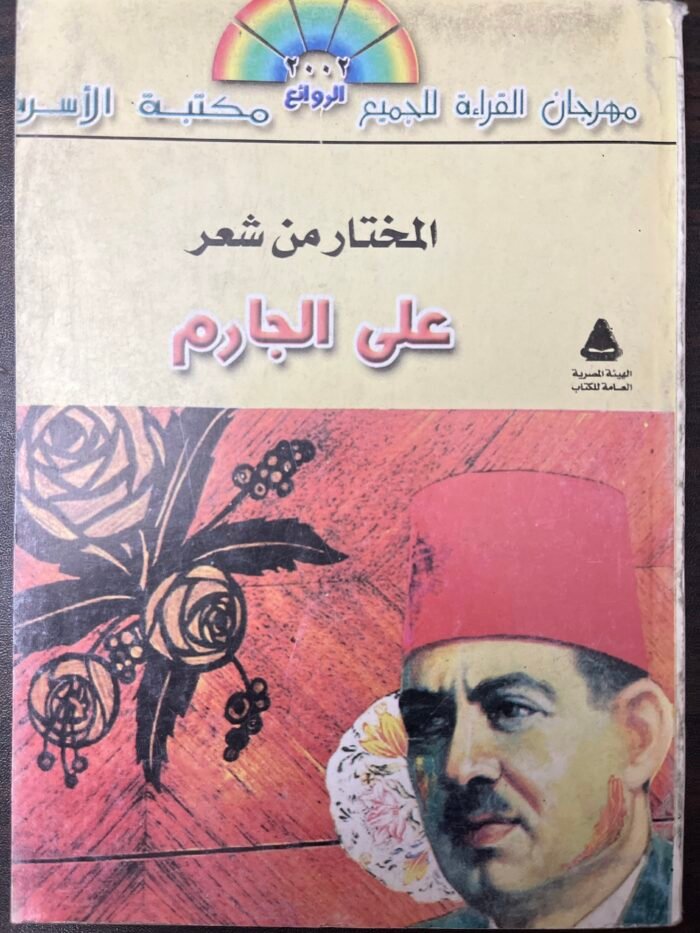 ٢٠٠٢
الروائع
مهرجان القراءة للجميع مكتبة الأسرة
المختار من شعر
على الجارم
الهيئة المصرية
العامة للكتاب